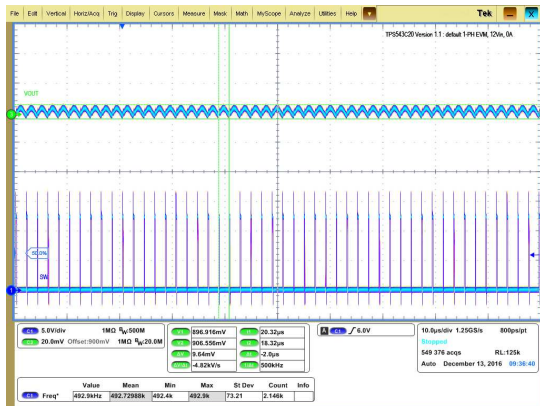 File Edit Vertical Horiz/Acq Trig Display Cursors Measure Mask Math MyScope Analyze Utilities Help Tek X
TPS543C20 Version 1.1 : default 1-PH EVM, 12Vin, 0A
VOUT
50.0%
SW
1
C1 5.0V/div 1MΩ BW:500M
20.0mV Offset:900mV 1MΩ BW:20.0M
896.916mV
906.556mV
9.64mV
-4.82kV/s
20.32µs
18.32µs
-2.0µs
500kHz
A C1 6.0V
10.0µs/div 1.25GS/s 800ps/pt
Stopped
549 376 acqs RL:125k
Auto December 13, 2016 09:36:40
Value Mean Min Max St Dev Count Info
C1 Freq* 492.9kHz 492.72988k 492.4k 492.9k 73.21 2.146k